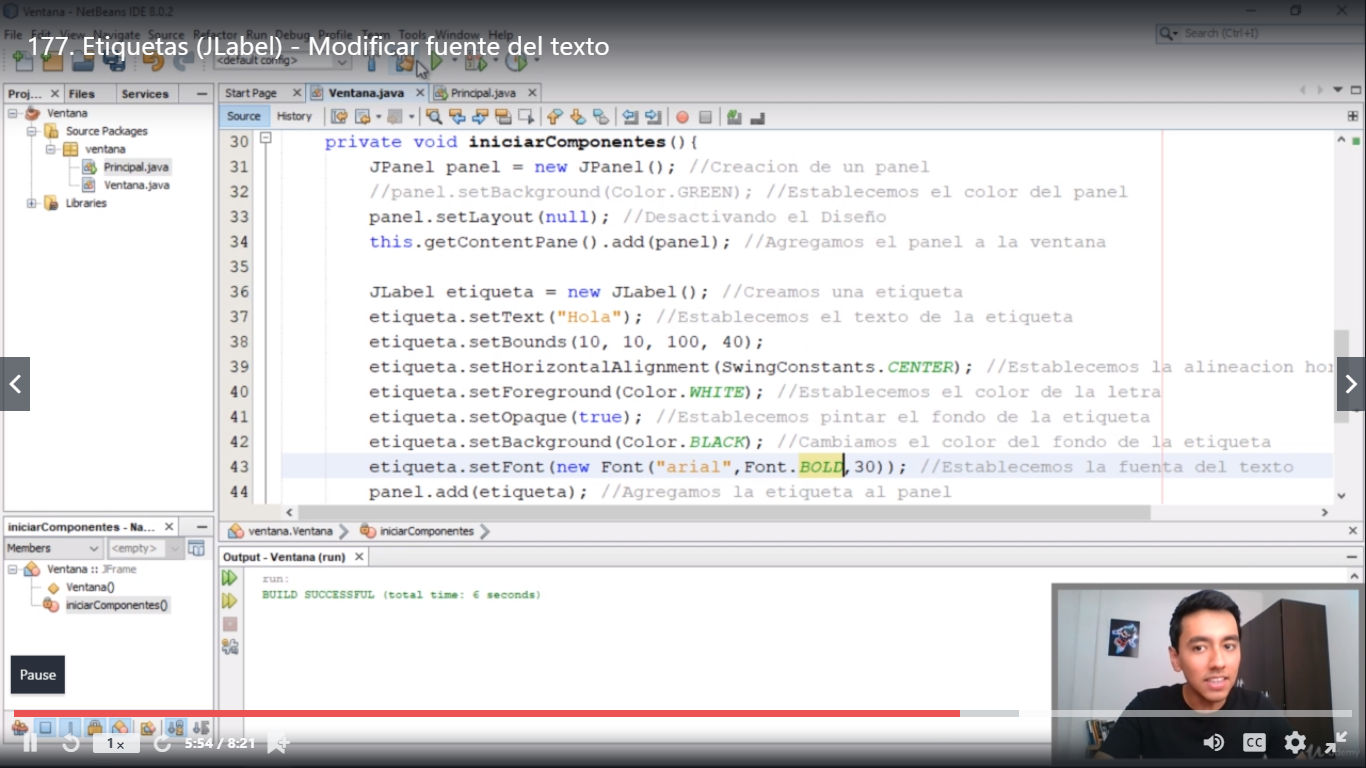 Ventana - NetBeans IDE 8.0.2
File Edit View Navigate Source Refactor Run Debug Profile Team Tools Window Help
177. Etiquetas (JLabel) - Modificar fuente del texto
Search (Ctrl+I)
<default config>
Proj... Files Services
Start Page Ventana.java Principal.java
Source History
Ventana
Source Packages
ventana
Principal.java
Ventana.java
Libraries
30 private void iniciarComponentes(){
31 JPanel panel = new JPanel(); //Creacion de un panel
32 //panel.setBackground(Color.GREEN); //Establecemos el color del panel
33 panel.setLayout(null); //Desactivando el Diseño
34 this.getContentPane().add(panel); //Agregamos el panel a la ventana
35
36 JLabel etiqueta = new JLabel(); //Creamos una etiqueta
37 etiqueta.setText("Hola"); //Establecemos el texto de la etiqueta
38 etiqueta.setBounds(10, 10, 100, 40);
39 etiqueta.setHorizontalAlignment(SwingConstants.CENTER); //Establecemos la alineacion hor
40 etiqueta.setForeground(Color.WHITE); //Establecemos el color de la letra
41 etiqueta.setOpaque(true); //Establecemos pintar el fondo de la etiqueta
42 etiqueta.setBackground(Color.BLACK); //Cambiamos el color del fondo de la etiqueta
43 etiqueta.setFont(new Font("arial",Font.BOLD,30)); //Establecemos la fuenta del texto
44 panel.add(etiqueta); //Agregamos la etiqueta al panel
ventana.Ventana iniciarComponentes
iniciarComponentes - Na...
Members <empty>
Ventana :: JFrame
Ventana()
iniciarComponentes()
Output - Ventana (run)
run:
BUILD SUCCESSFUL (total time: 6 seconds)
Pause
1x
5:54 / 8:21
CC